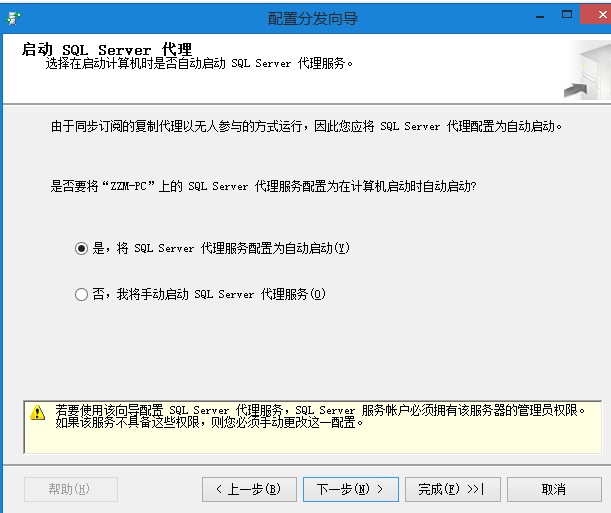 配置分发向导
启动 SQL Server 代理
选择在启动计算机时是否自动启动 SQL Server 代理服务。
由于同步订阅的复制代理以无人参与的方式运行，因此您应将 SQL Server 代理配置为自动启动。
是否要将“ZZM-PC”上的 SQL Server 代理服务配置为在计算机启动时自动启动?
是，将 SQL Server 代理服务配置为自动启动(Y)
否，我将手动启动 SQL Server 代理服务(O)
若要使用该向导配置 SQL Server 代理服务，SQL Server 服务帐户必须拥有该服务器的管理员权限。
如果该服务不具备这些权限，则您必须手动更改这一配置。
帮助(H) < 上一步(B) 下一步(N) > 完成(F) >>| 取消